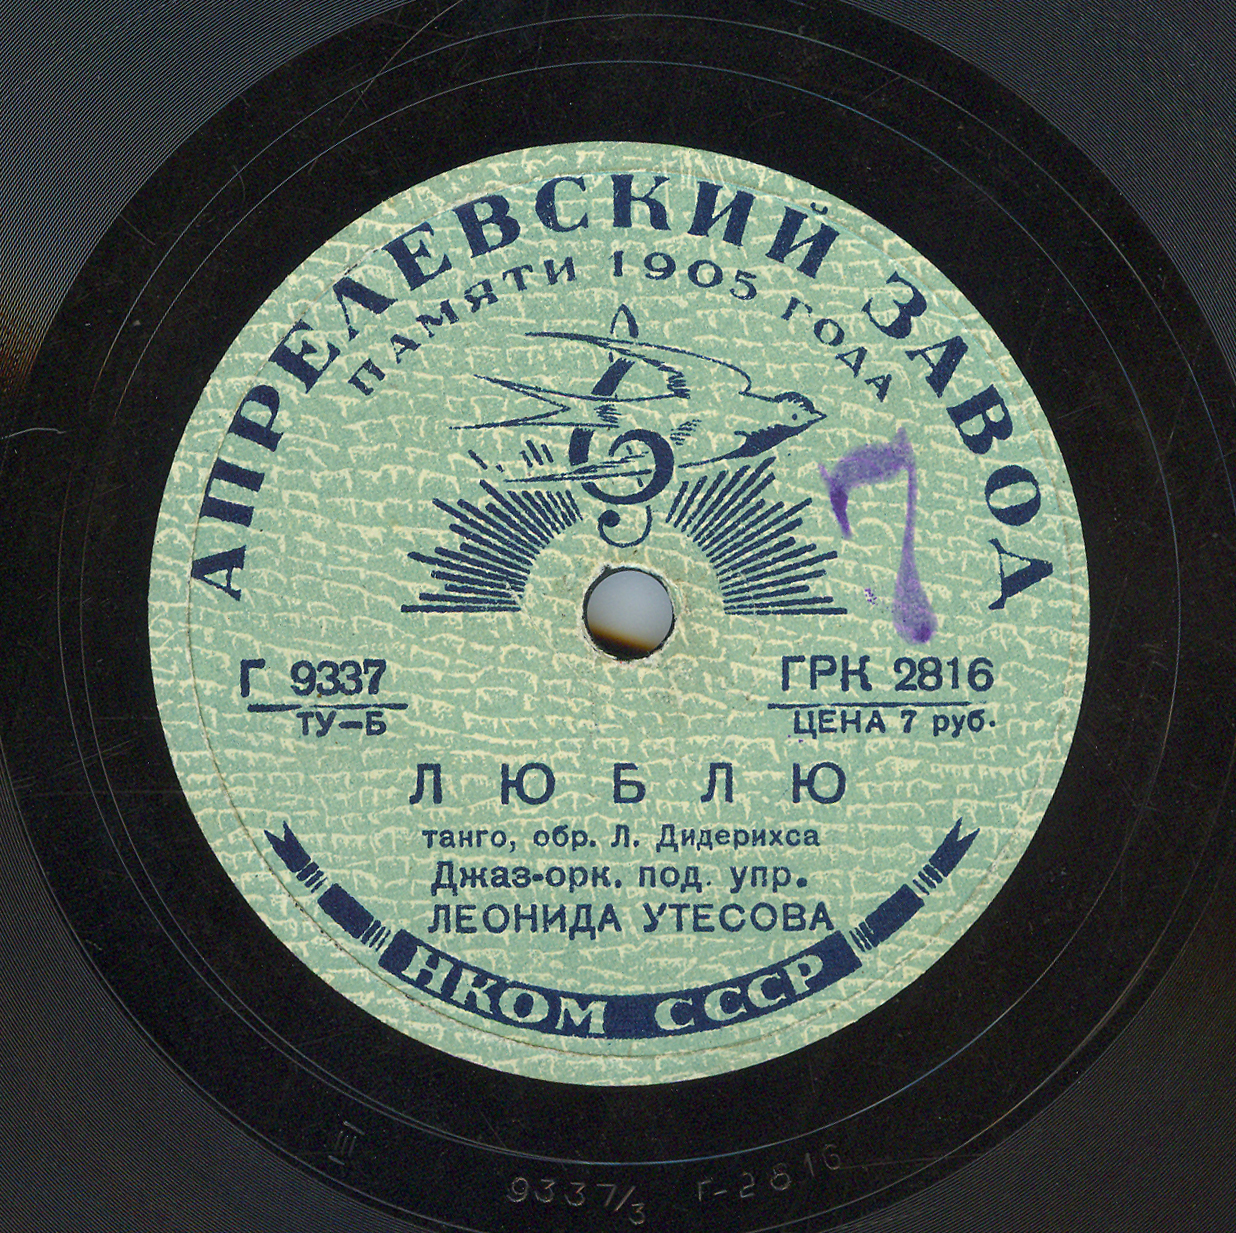 АПРЕЛЕВСКИЙ ЗАВОД
ПАМЯТИ 1905 ГОДА
7
Г 9337
ТУ-Б
ГРК 2816
ЦЕНА 7 руб.
ЛЮБЛЮ
танго, обр. Л. Дидерихса
Джаз-орк. под. упр.
ЛЕОНИДА УТЕСОВА
НКОМ СССР
III
9337/3 Г-2816